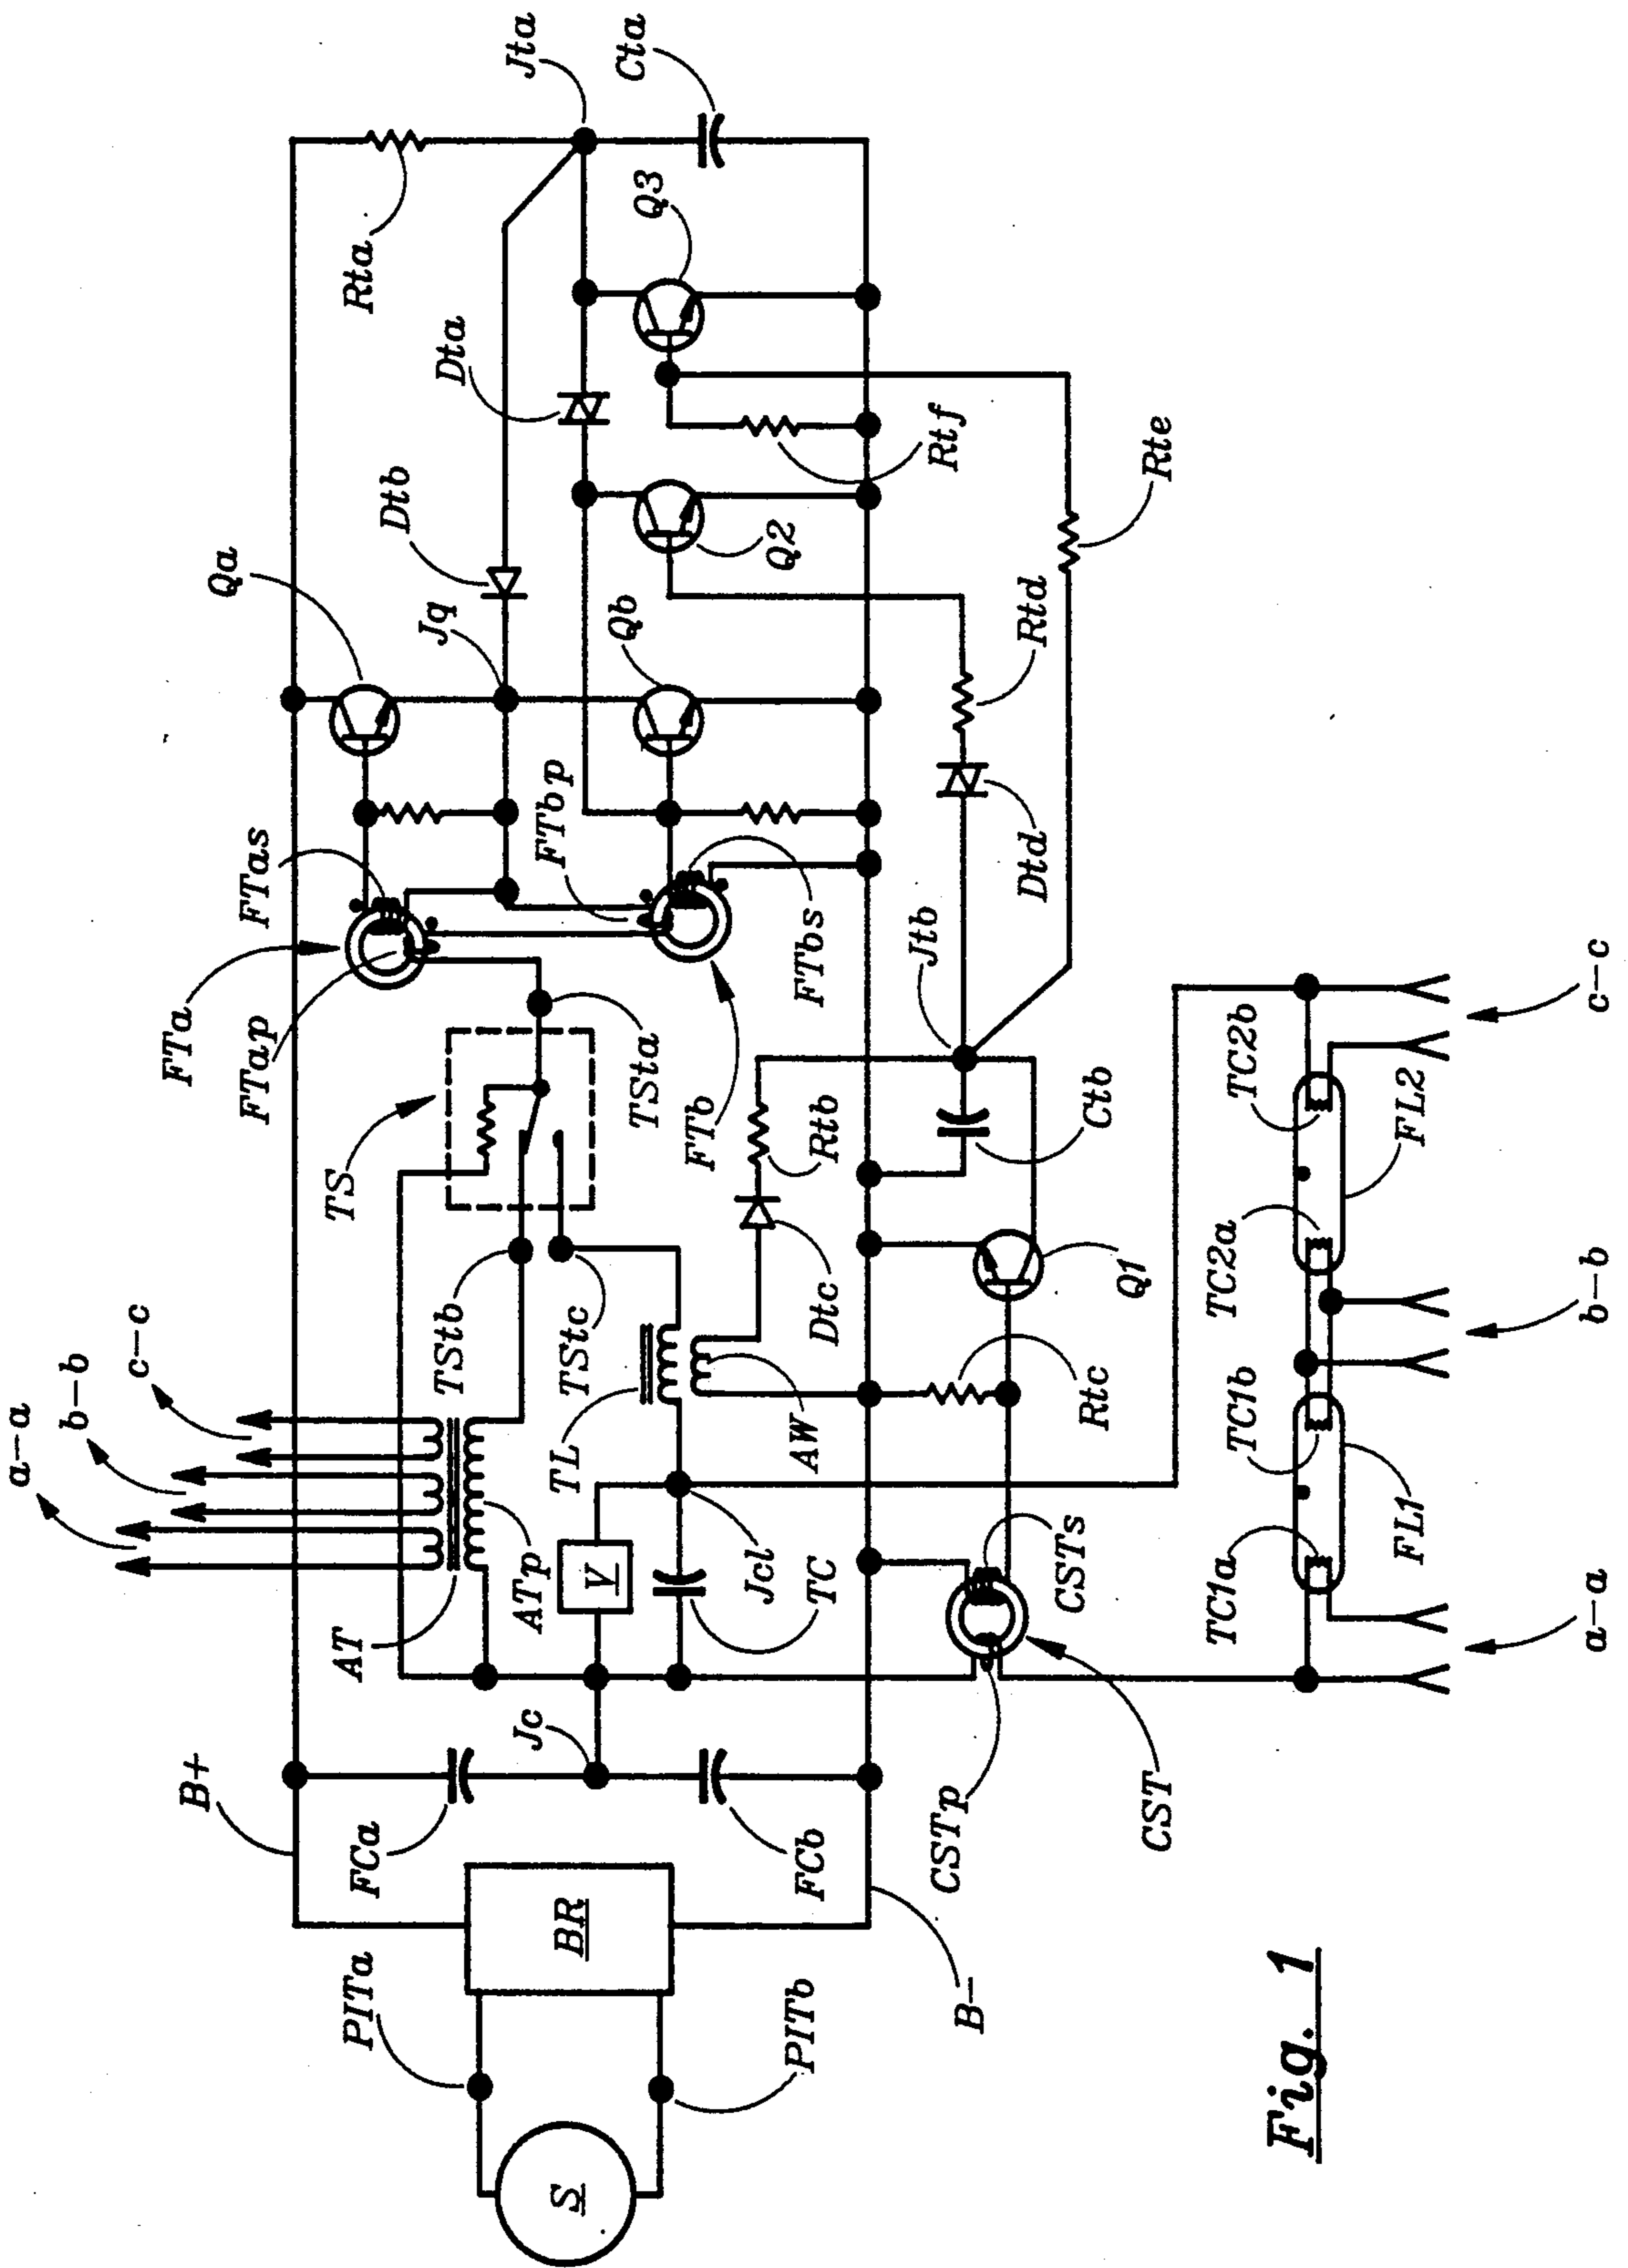 a-a
b-b
c-c
AT
ATp
TStb
TStc
TS
TSta
FTa
FTap
FTas
Qa
Jq
Dtb
Dta
Rta
Jta
Cta
Q3
B+
FCa
Jc
PITa
S
BR
PITb
FCb
B-
V
TL
Jcl
TC
AW
Dtc
Rtb
FTb
FTbp
FTbs
Qb
Q2
Rtf
Rte
Rtd
Dtd
Jtb
Ctb
Q1
Rtc
CSTs
CSTp
CST
TC1a
TC1b
TC2a
TC2b
FL1
FL2
a-a
b-b
c-c
Fig. 1